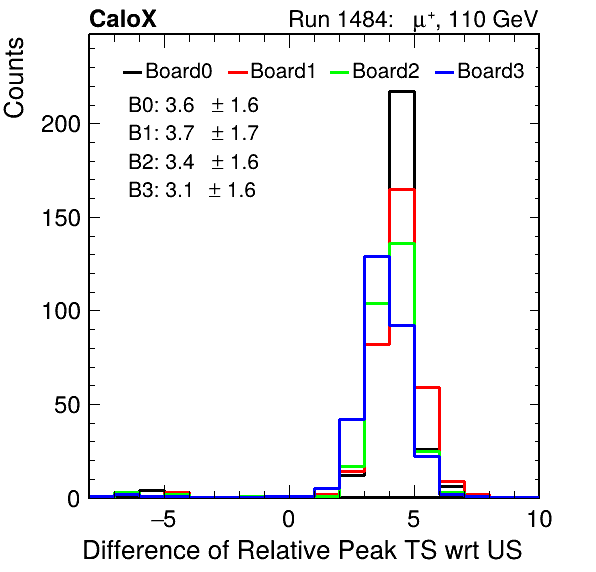 CaloX Run 1484: μ⁺, 110 GeV
Counts
Board0 Board1 Board2 Board3
B0: 3.6 ± 1.6
B1: 3.7 ± 1.7
B2: 3.4 ± 1.6
B3: 3.1 ± 1.6
200
150
100
50
0
−5 0 5 10
Difference of Relative Peak TS wrt US